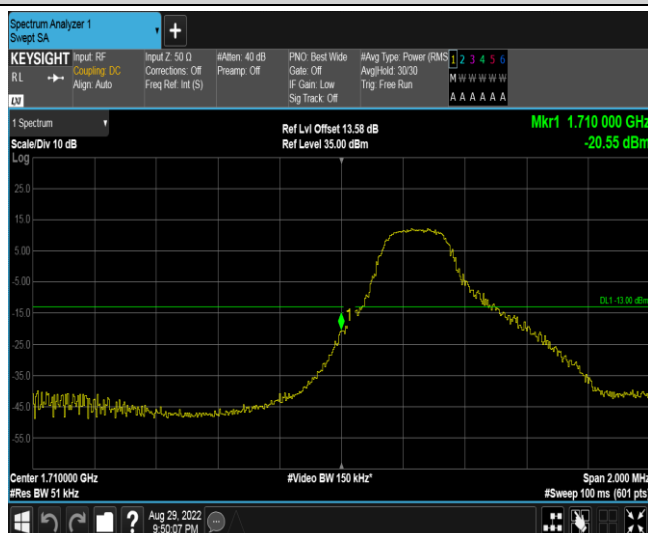 Spectrum Analyzer 1
Swept SA
+
KEYSIGHT
RL
Input: RF
Coupling: DC
Align: Auto
Input Z: 50 Ω
Corrections: Off
Freq Ref: Int (S)
#Atten: 40 dB
Preamp: Off
PNO: Best Wide
Gate: Off
IF Gain: Low
Sig Track: Off
#Avg Type: Power (RMS
Avg|Hold: 30/30
Trig: Free Run
1 2 3 4 5 6
M W W W W W
A A A A A A
1 Spectrum
Scale/Div 10 dB
Log
Ref Lvl Offset 13.58 dB
Ref Level 35.00 dBm
Mkr1 1.710 000 GHz
-20.55 dBm
25.0
15.0
5.00
-5.00
-15.0
-25.0
-35.0
-45.0
-55.0
DL1 -13.00 dBm
1
Center 1.710000 GHz
#Res BW 51 kHz
#Video BW 150 kHz*
Span 2.000 MHz
#Sweep 100 ms (601 pts)
?
Aug 29, 2022
9:50:07 PM